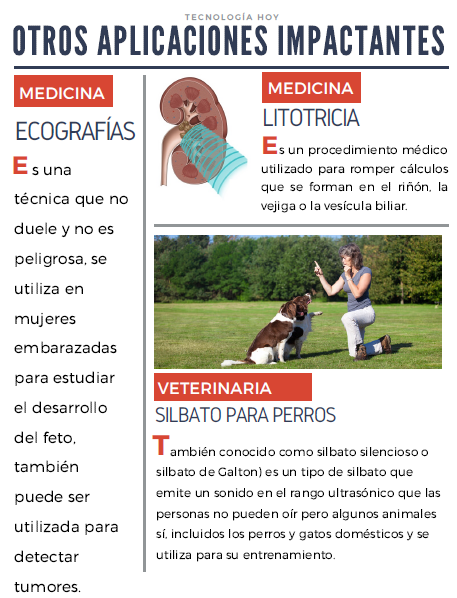 TECNOLOGÍA HOY
OTROS APLICACIONES IMPACTANTES
MEDICINA
ECOGRAFÍAS
Es una
técnica que no
duele y no es
peligrosa, se
utiliza en
mujeres
embarazadas
para estudiar
el desarrollo
del feto,
también
puede ser
utilizada para
detectar
tumores.
MEDICINA
LITOTRICIA
Es un procedimiento médico
utilizado para romper cálculos
que se forman en el riñón, la
vejiga o la vesícula biliar.
VETERINARIA
SILBATO PARA PERROS
También conocido como silbato silencioso o
silbato de Galton) es un tipo de silbato que
emite un sonido en el rango ultrasónico que las
personas no pueden oír pero algunos animales
sí, incluidos los perros y gatos domésticos y se
utiliza para su entrenamiento.